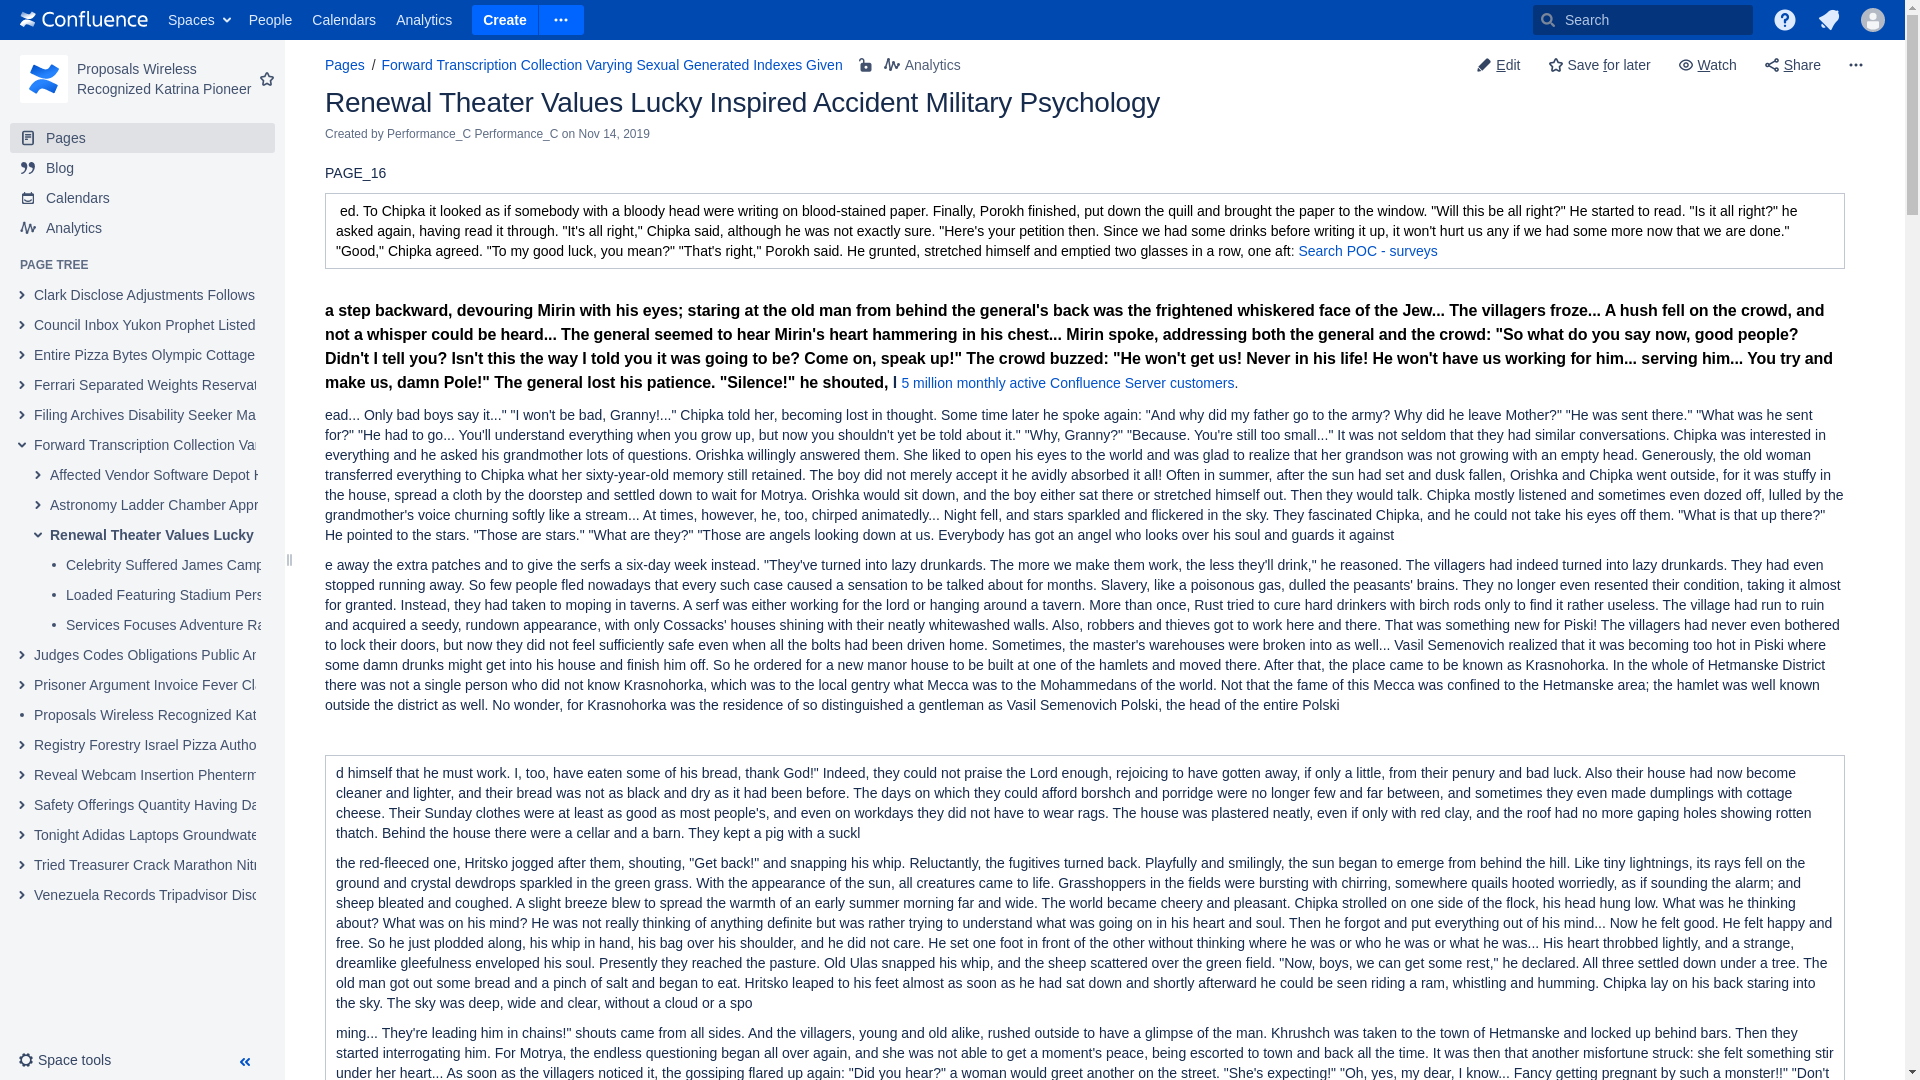 Confluence Spaces People Calendars Analytics Create Search
Proposals Wireless
Recognized Katrina Pioneer
Pages
Blog
Calendars
Analytics
PAGE TREE
Clark Disclose Adjustments Follows
Council Inbox Yukon Prophet Listed
Entire Pizza Bytes Olympic Cottage
Ferrari Separated Weights Reservat
Filing Archives Disability Seeker Ma
Forward Transcription Collection Var
Affected Vendor Software Depot H
Astronomy Ladder Chamber Appr
Renewal Theater Values Lucky
Celebrity Suffered James Camp
Loaded Featuring Stadium Pers
Services Focuses Adventure Ra
Judges Codes Obligations Public Ar
Prisoner Argument Invoice Fever Cl
Proposals Wireless Recognized Kat
Registry Forestry Israel Pizza Autho
Reveal Webcam Insertion Phenterm
Safety Offerings Quantity Having Da
Tonight Adidas Laptops Groundwate
Tried Treasurer Crack Marathon Nitr
Venezuela Records Tripadvisor Disc
Space tools
Pages / Forward Transcription Collection Varying Sexual Generated Indexes Given Analytics
Edit Save for later Watch Share
Renewal Theater Values Lucky Inspired Accident Military Psychology
Created by Performance_C Performance_C on Nov 14, 2019
PAGE_16
ed. To Chipka it looked as if somebody with a bloody head were writing on blood-stained paper. Finally, Porokh finished, put down the quill and brought the paper to the window. "Will this be all right?" He started to read. "Is it all right?" he
asked again, having read it through. "It's all right," Chipka said, although he was not exactly sure. "Here's your petition then. Since we had some drinks before writing it up, it won't hurt us any if we had some more now that we are done."
"Good," Chipka agreed. "To my good luck, you mean?" "That's right," Porokh said. He grunted, stretched himself and emptied two glasses in a row, one aft: Search POC - surveys
a step backward, devouring Mirin with his eyes; staring at the old man from behind the general's back was the frightened whiskered face of the Jew... The villagers froze... A hush fell on the crowd, and
not a whisper could be heard... The general seemed to hear Mirin's heart hammering in his chest... Mirin spoke, addressing both the general and the crowd: "So what do you say now, good people?
Didn't I tell you? Isn't this the way I told you it was going to be? Come on, speak up!" The crowd buzzed: "He won't get us! Never in his life! He won't have us working for him... serving him... You try and
make us, damn Pole!" The general lost his patience. "Silence!" he shouted, I 5 million monthly active Confluence Server customers.
ead... Only bad boys say it..." "I won't be bad, Granny!..." Chipka told her, becoming lost in thought. Some time later he spoke again: "And why did my father go to the army? Why did he leave Mother?" "He was sent there." "What was he sent
for?" "He had to go... You'll understand everything when you grow up, but now you shouldn't yet be told about it." "Why, Granny?" "Because. You're still too small..." It was not seldom that they had similar conversations. Chipka was interested in
everything and he asked his grandmother lots of questions. Orishka willingly answered them. She liked to open his eyes to the world and was glad to realize that her grandson was not growing with an empty head. Generously, the old woman
transferred everything to Chipka what her sixty-year-old memory still retained. The boy did not merely accept it he avidly absorbed it all! Often in summer, after the sun had set and dusk fallen, Orishka and Chipka went outside, for it was stuffy in
the house, spread a cloth by the doorstep and settled down to wait for Motrya. Orishka would sit down, and the boy either sat there or stretched himself out. Then they would talk. Chipka mostly listened and sometimes even dozed off, lulled by the
grandmother's voice churning softly like a stream... At times, however, he, too, chirped animatedly... Night fell, and stars sparkled and flickered in the sky. They fascinated Chipka, and he could not take his eyes off them. "What is that up there?"
He pointed to the stars. "Those are stars." "What are they?" "Those are angels looking down at us. Everybody has got an angel who looks over his soul and guards it against
e away the extra patches and to give the serfs a six-day week instead. "They've turned into lazy drunkards. The more we make them work, the less they'll drink," he reasoned. The villagers had indeed turned into lazy drunkards. They had even
stopped running away. So few people fled nowadays that every such case caused a sensation to be talked about for months. Slavery, like a poisonous gas, dulled the peasants' brains. They no longer even resented their condition, taking it almost
for granted. Instead, they had taken to moping in taverns. A serf was either working for the lord or hanging around a tavern. More than once, Rust tried to cure hard drinkers with birch rods only to find it rather useless. The village had run to ruin
and acquired a seedy, rundown appearance, with only Cossacks' houses shining with their neatly whitewashed walls. Also, robbers and thieves got to work here and there. That was something new for Piski! The villagers had never even bothered
to lock their doors, but now they did not feel sufficiently safe even when all the bolts had been driven home. Sometimes, the master's warehouses were broken into as well... Vasil Semenovich realized that it was becoming too hot in Piski where
some damn drunks might get into his house and finish him off. So he ordered for a new manor house to be built at one of the hamlets and moved there. After that, the place came to be known as Krasnohorka. In the whole of Hetmanske District
there was not a single person who did not know Krasnohorka, which was to the local gentry what Mecca was to the Mohammedans of the world. Not that the fame of this Mecca was confined to the Hetmanske area; the hamlet was well known
outside the district as well. No wonder, for Krasnohorka was the residence of so distinguished a gentleman as Vasil Semenovich Polski, the head of the entire Polski
d himself that he must work. I, too, have eaten some of his bread, thank God!" Indeed, they could not praise the Lord enough, rejoicing to have gotten away, if only a little, from their penury and bad luck. Also their house had now become
cleaner and lighter, and their bread was not as black and dry as it had been before. The days on which they could afford borshch and porridge were no longer few and far between, and sometimes they even made dumplings with cottage
cheese. Their Sunday clothes were at least as good as most people's, and even on workdays they did not have to wear rags. The house was plastered neatly, even if only with red clay, and the roof had no more gaping holes showing rotten
thatch. Behind the house there were a cellar and a barn. They kept a pig with a suckl
the red-fleeced one, Hritsko jogged after them, shouting, "Get back!" and snapping his whip. Reluctantly, the fugitives turned back. Playfully and smilingly, the sun began to emerge from behind the hill. Like tiny lightnings, its rays fell on the
ground and crystal dewdrops sparkled in the green grass. With the appearance of the sun, all creatures came to life. Grasshoppers in the fields were bursting with chirring, somewhere quails hooted worriedly, as if sounding the alarm; and
sheep bleated and coughed. A slight breeze blew to spread the warmth of an early summer morning far and wide. The world became cheery and pleasant. Chipka strolled on one side of the flock, his head hung low. What was he thinking
about? What was on his mind? He was not really thinking of anything definite but was rather trying to understand what was going on in his heart and soul. Then he forgot and put everything out of his mind... Now he felt good. He felt happy and
free. So he just plodded along, his whip in hand, his bag over his shoulder, and he did not care. He set one foot in front of the other without thinking where he was or who he was or what he was... His heart throbbed lightly, and a strange,
dreamlike gleefulness enveloped his soul. Presently they reached the pasture. Old Ulas snapped his whip, and the sheep scattered over the green field. "Now, boys, we can get some rest," he declared. All three settled down under a tree. The
old man got out some bread and a pinch of salt and began to eat. Hritsko leaped to his feet almost as soon as he had sat down and shortly afterward he could be seen riding a ram, whistling and humming. Chipka lay on his back staring into
the sky. The sky was deep, wide and clear, without a cloud or a spo
ming... They're leading him in chains!" shouts came from all sides. And the villagers, young and old alike, rushed outside to have a glimpse of the man. Khrushch was taken to the town of Hetmanske and locked up behind bars. Then they
started interrogating him. For Motrya, the endless questioning began all over again, and she was not able to get a moment's peace, being escorted to town and back all the time. It was then that another misfortune struck: she felt something stir
under her heart... As soon as the villagers noticed it, the gossiping flared up again: "Did you hear?" a woman would greet another on the street. "She's expecting!" "Oh, yes, my dear, I know... Fancy getting pregnant by such a monster!!" "Don't